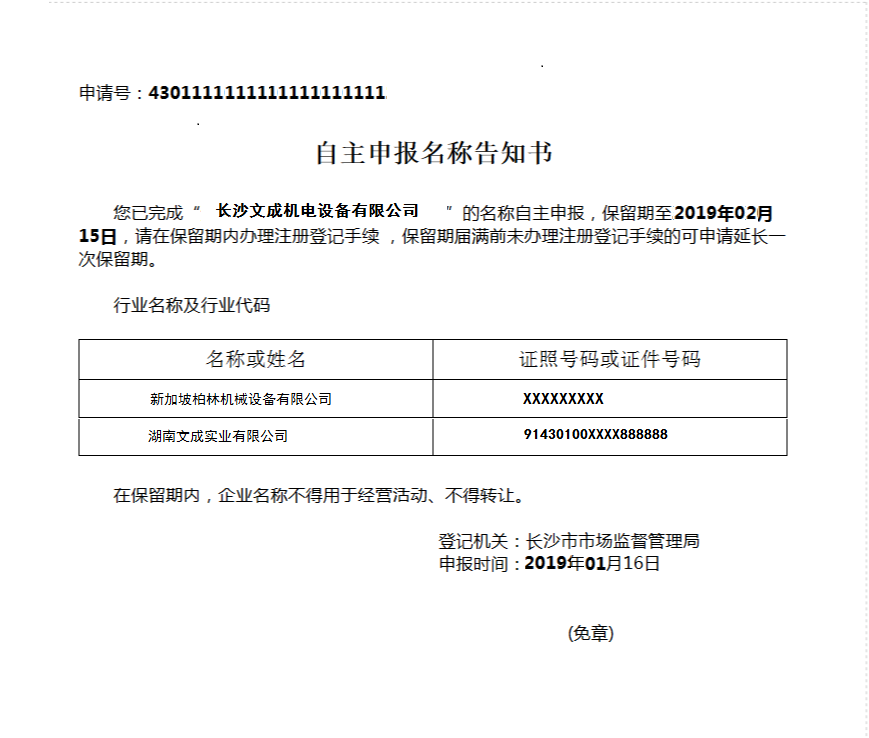 申请号：4301111111111111111111
自主申报名称告知书
您已完成“ 长沙文成机电设备有限公司 ”的名称自主申报，保留期至2019年02月
15日，请在保留期内办理注册登记手续 ，保留期届满前未办理注册登记手续的可申请延长一
次保留期。
行业名称及行业代码
名称或姓名 证照号码或证件号码
新加坡柏林机械设备有限公司 XXXXXXXXX
湖南文成实业有限公司 91430100XXXX888888
在保留期内，企业名称不得用于经营活动、不得转让。
登记机关：长沙市市场监督管理局
申报时间：2019年01月16日
(免章)